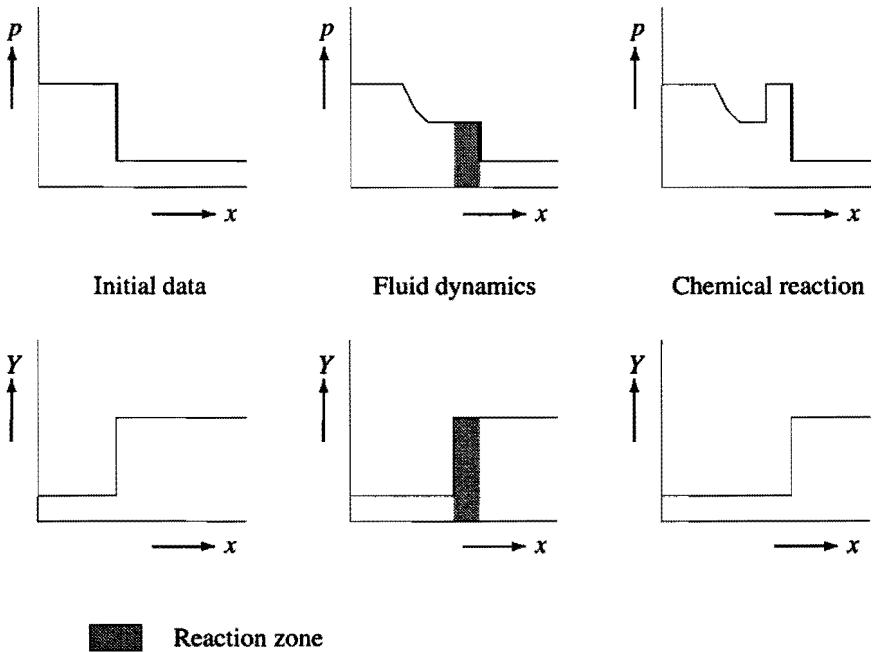 p p p
x x x
Initial data Fluid dynamics Chemical reaction
Y Y Y
x x x
Reaction zone